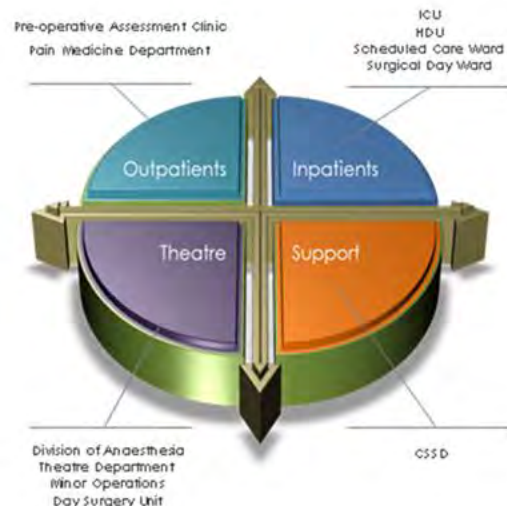 Pre-operative Assessment Clinic
Pain Medicine Department
ICU
HDU
Scheduled Care Ward
Surgical Day Ward
Outpatients
Inpatients
Theatre
Support
Division of Anaesthesia
Theatre Department
Minor Operations
Day Surgery Unit
CSSD